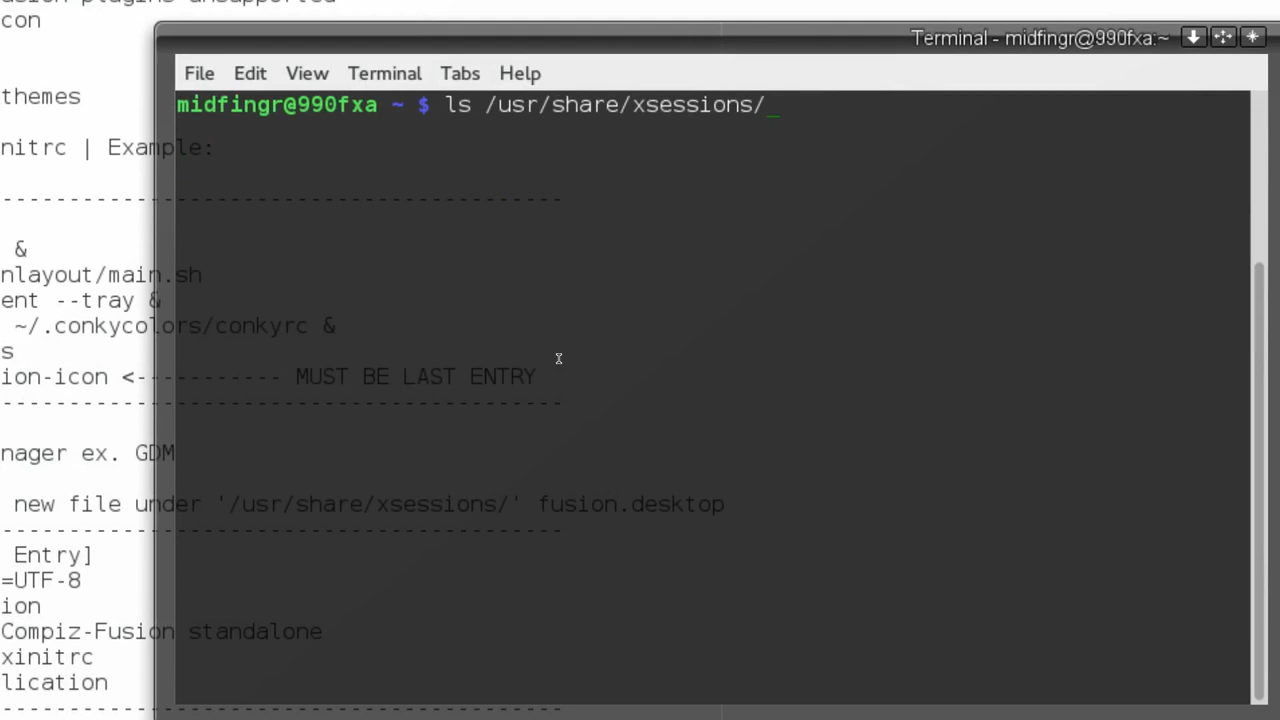 con
Terminal - midfingr@990fxa:~
File Edit View Terminal Tabs Help
midfingr@990fxa ~ $ ls /usr/share/xsessions/_
themes
nitrc | Example:
------------------------------------------
&
nlayout/main.sh
ent --tray &
~/.conkycolors/conkyrc &
s
ion-icon <----------- MUST BE LAST ENTRY
------------------------------------------
nager ex. GDM
new file under '/usr/share/xsessions/' fusion.desktop
------------------------------------------
Entry]
=UTF-8
ion
Compiz-Fusion standalone
xinitrc
lication
------------------------------------------